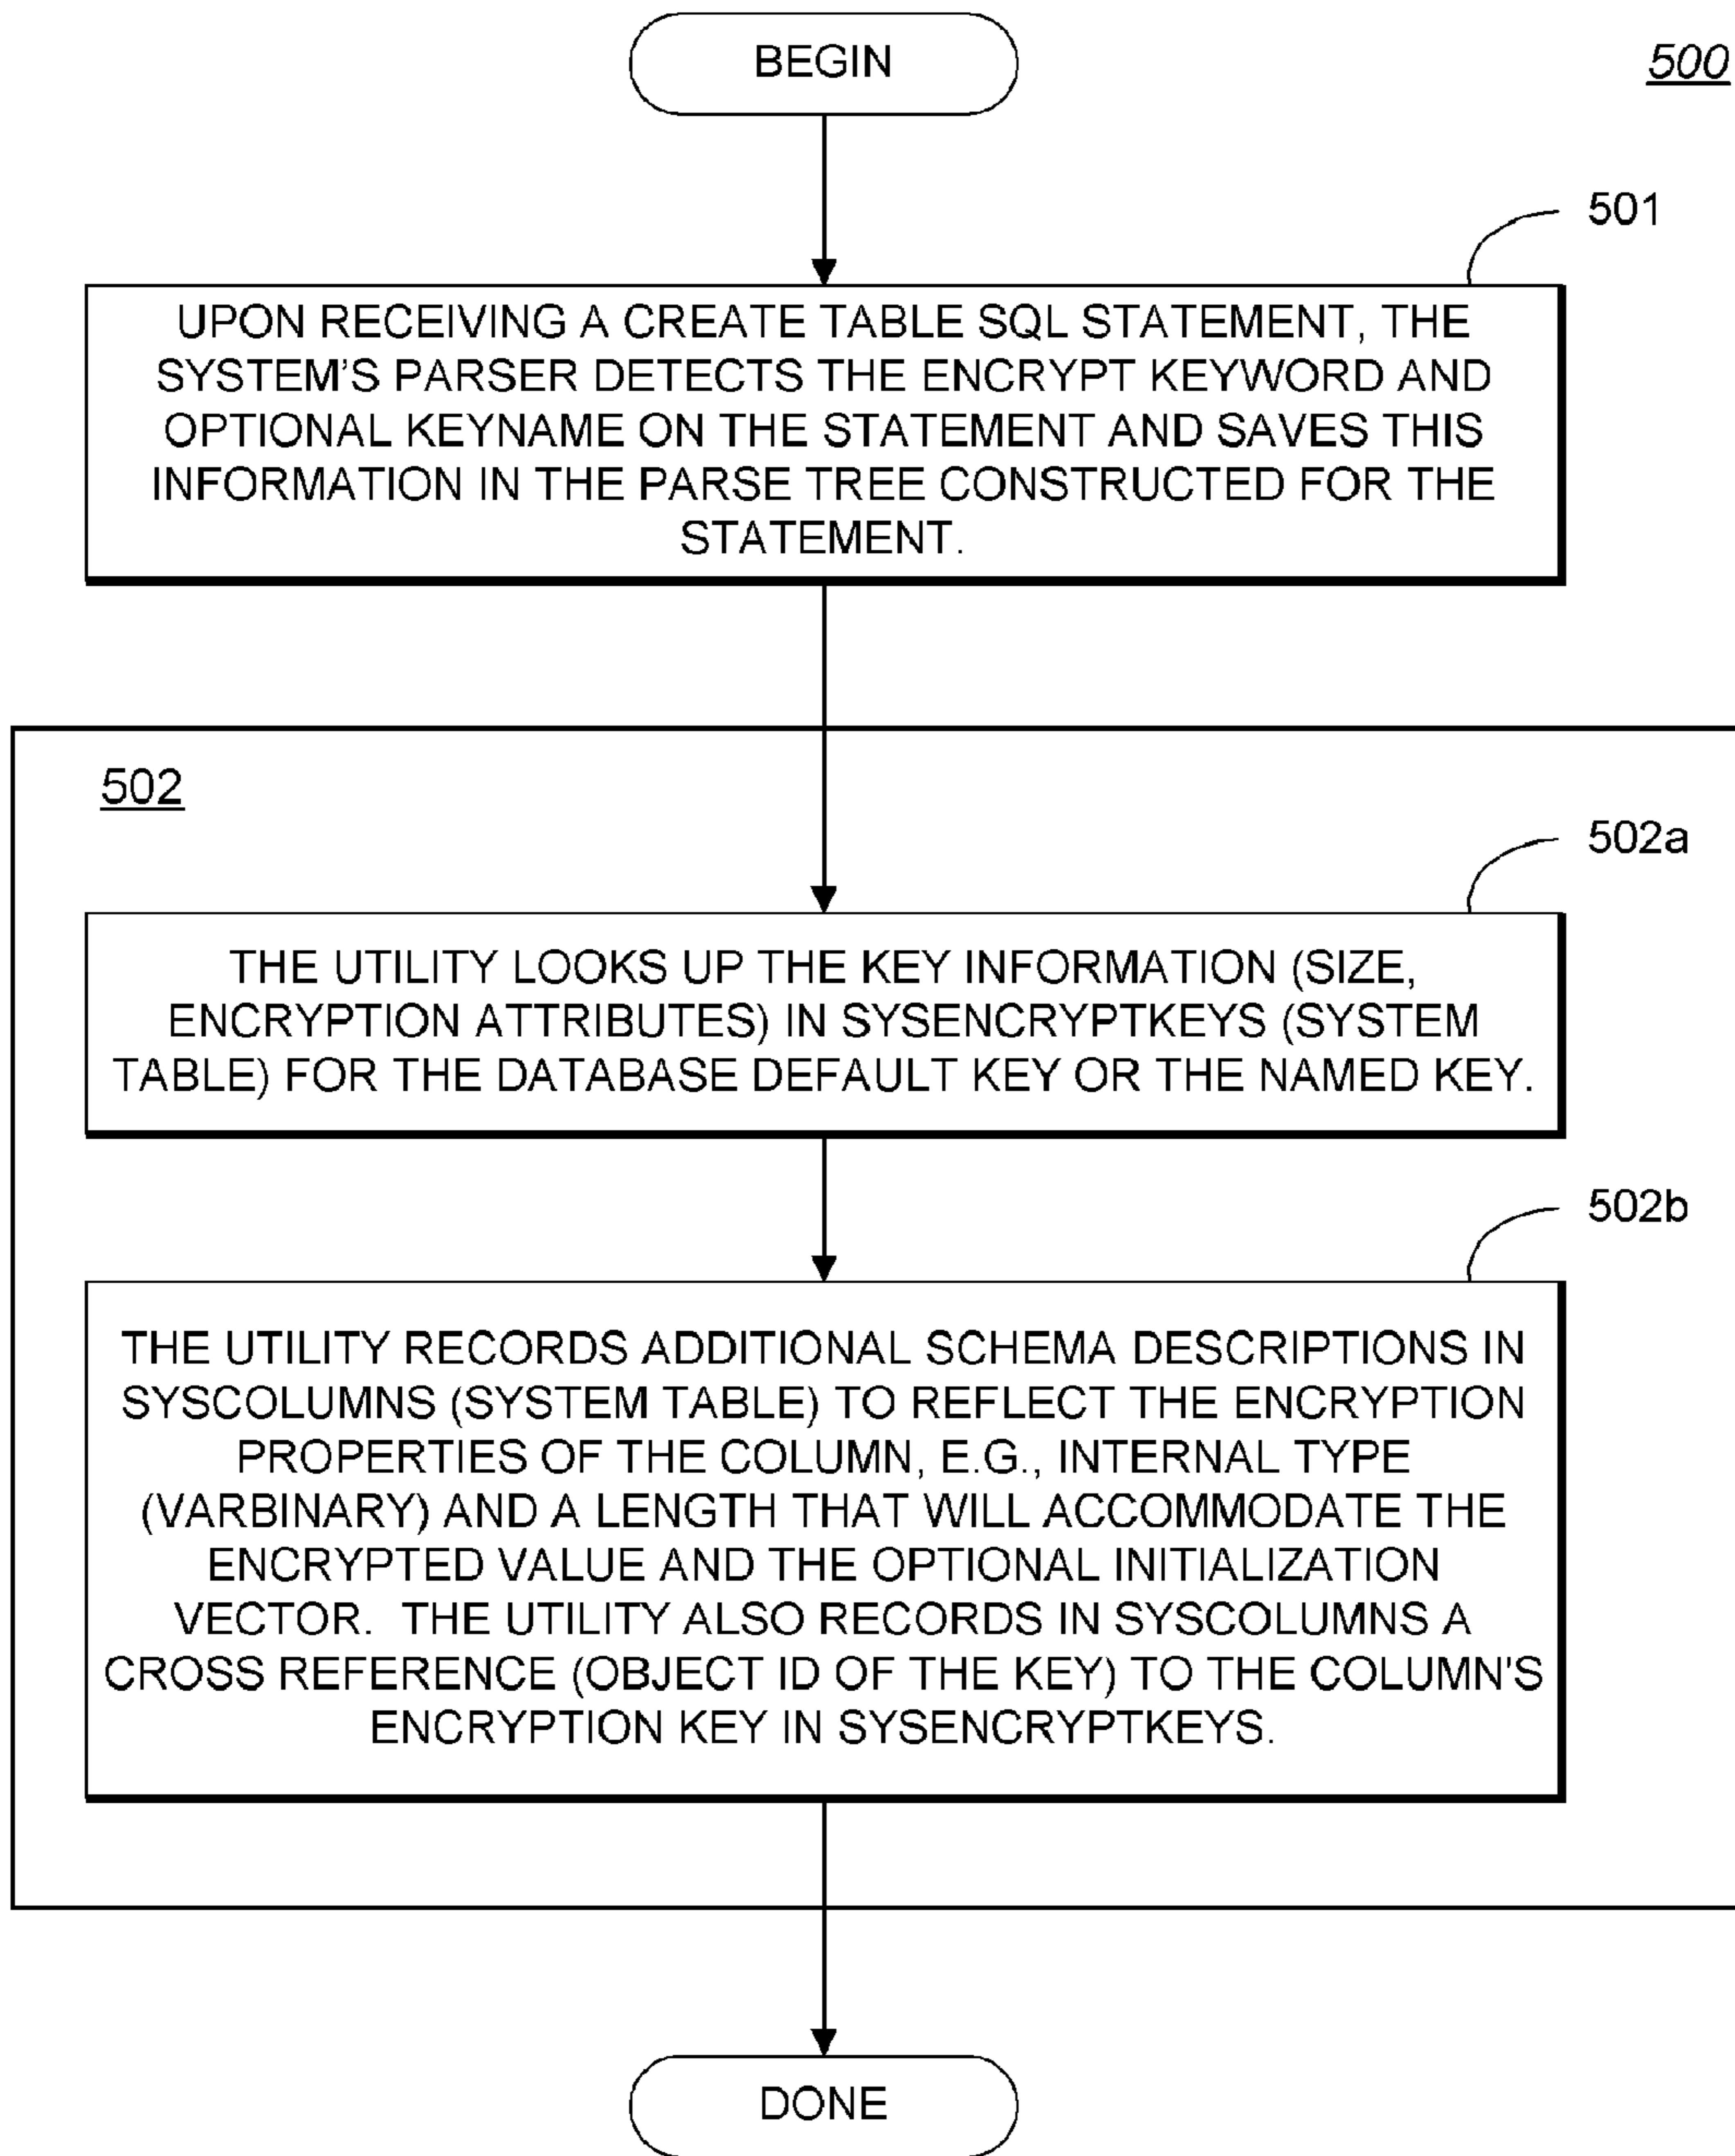 BEGIN
500
501
UPON RECEIVING A CREATE TABLE SQL STATEMENT, THE
SYSTEM'S PARSER DETECTS THE ENCRYPT KEYWORD AND
OPTIONAL KEYNAME ON THE STATEMENT AND SAVES THIS
INFORMATION IN THE PARSE TREE CONSTRUCTED FOR THE
STATEMENT.
502
502a
THE UTILITY LOOKS UP THE KEY INFORMATION (SIZE,
ENCRYPTION ATTRIBUTES) IN SYSENCRYPTKEYS (SYSTEM
TABLE) FOR THE DATABASE DEFAULT KEY OR THE NAMED KEY.
502b
THE UTILITY RECORDS ADDITIONAL SCHEMA DESCRIPTIONS IN
SYSCOLUMNS (SYSTEM TABLE) TO REFLECT THE ENCRYPTION
PROPERTIES OF THE COLUMN, E.G., INTERNAL TYPE
(VARBINARY) AND A LENGTH THAT WILL ACCOMMODATE THE
ENCRYPTED VALUE AND THE OPTIONAL INITIALIZATION
VECTOR. THE UTILITY ALSO RECORDS IN SYSCOLUMNS A
CROSS REFERENCE (OBJECT ID OF THE KEY) TO THE COLUMN'S
ENCRYPTION KEY IN SYSENCRYPTKEYS.
DONE